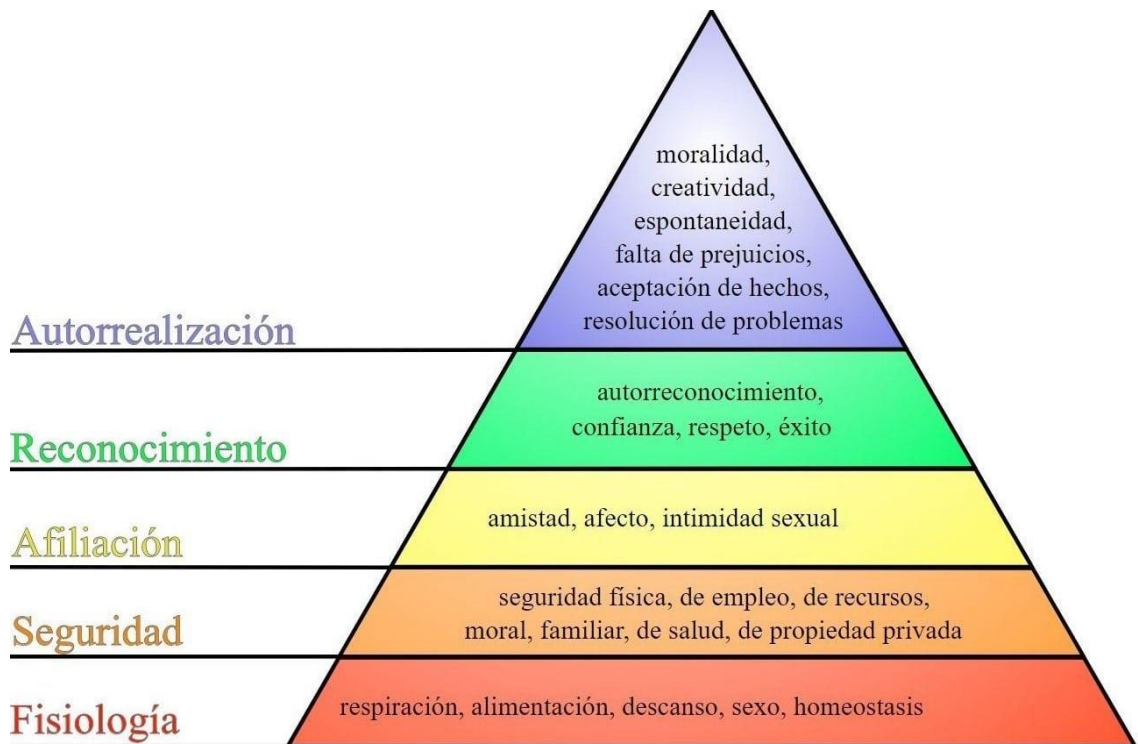 moralidad,
creatividad,
espontaneidad,
falta de prejuicios,
aceptación de hechos,
resolución de problemas
Autorrealización
autorreconocimiento,
confianza, respeto, éxito
Reconocimiento
amistad, afecto, intimidad sexual
Afiliación
seguridad física, de empleo, de recursos,
moral, familiar, de salud, de propiedad privada
Seguridad
respiración, alimentación, descanso, sexo, homeostasis
Fisiología